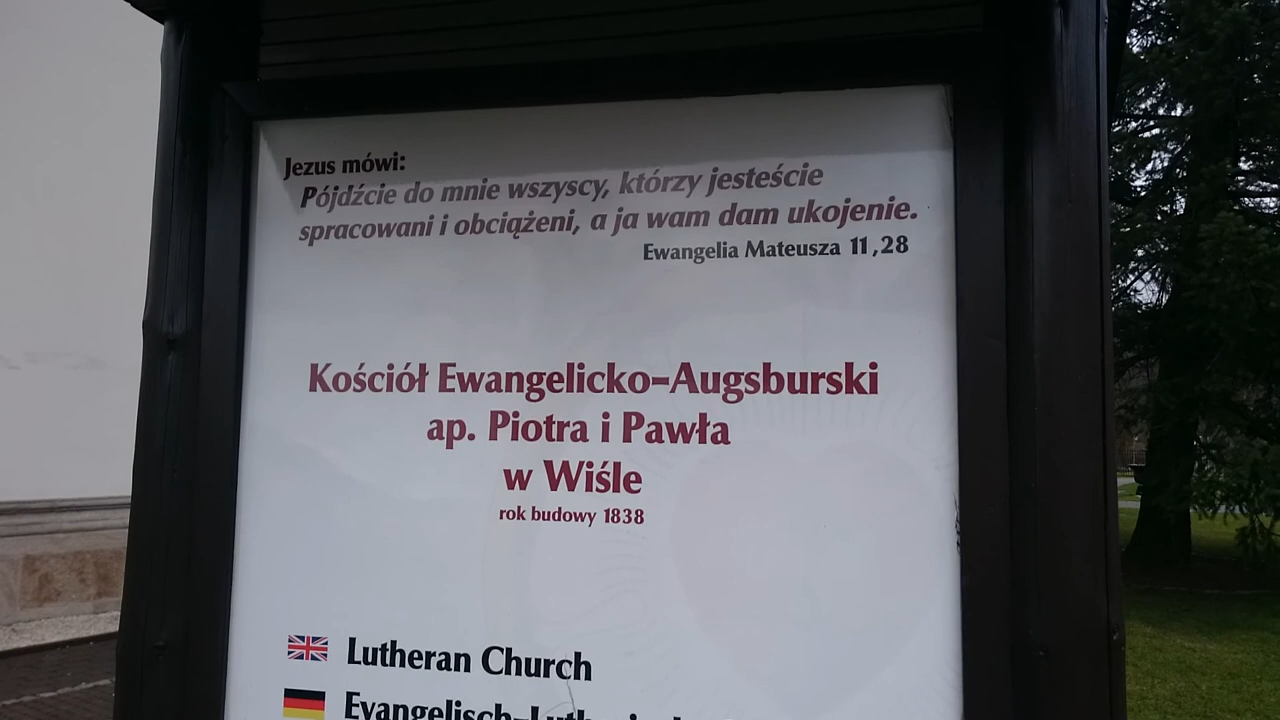 Jezus mówi:
Pójdźcie do mnie wszyscy, którzy jesteście
spracowani i obciążeni, a ja wam dam ukojenie.
Ewangelia Mateusza 11,28
Kościół Ewangelicko-Augsburski
ap. Piotra i Pawła
w Wiśle
rok budowy 1838
Lutheran Church